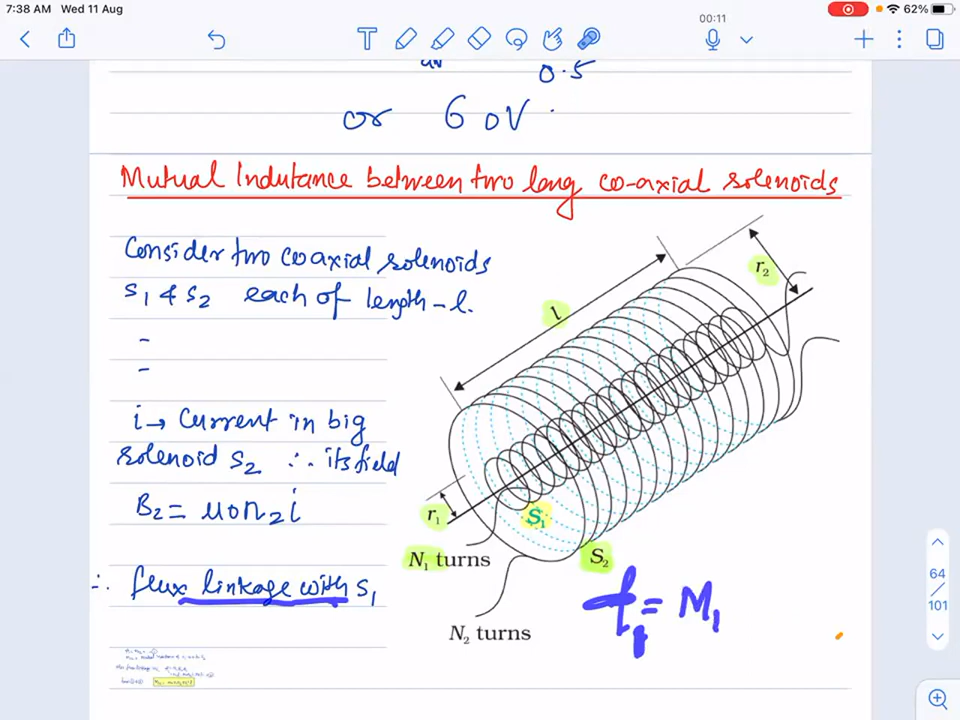 7:38 AM Wed 11 Aug
00:11
62%
0.5
or 60V
Mutual Indutance between two long co-axial solenoids
Consider two coaxial solenoids
S1 & S2 each of length - l.
-
-
i → Current in big
solenoid S2 ∴ its field
B2 = μ0n2i
∴ flux linkage with S1
l
r2
r1
S1
N1 turns
S2
N2 turns
= M1
64
101